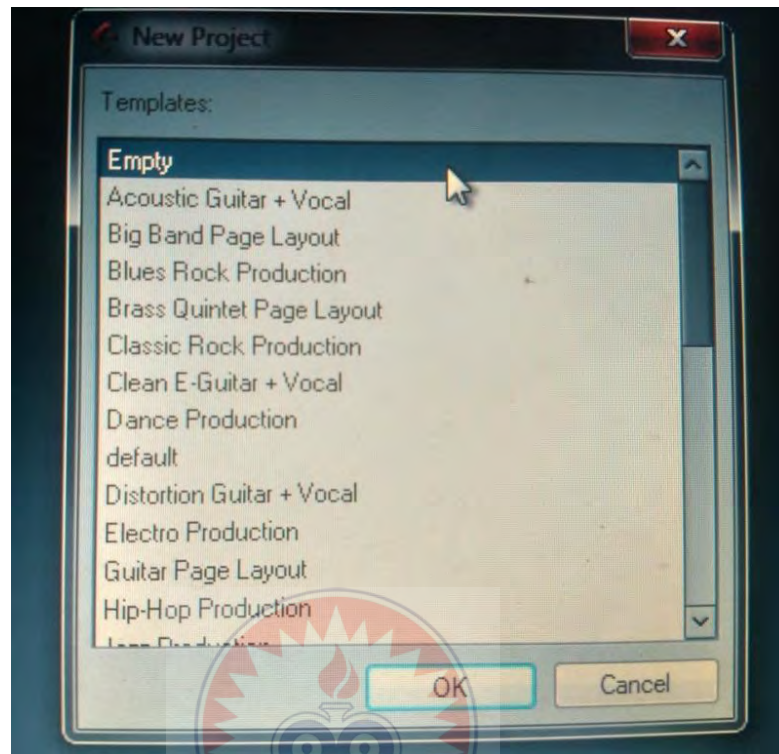 New Project
Templates:
Empty
Acoustic Guitar + Vocal
Big Band Page Layout
Blues Rock Production
Brass Quintet Page Layout
Classic Rock Production
Clean E-Guitar + Vocal
Dance Production
default
Distortion Guitar + Vocal
Electro Production
Guitar Page Layout
Hip-Hop Production
Jazz Production
OK Cancel